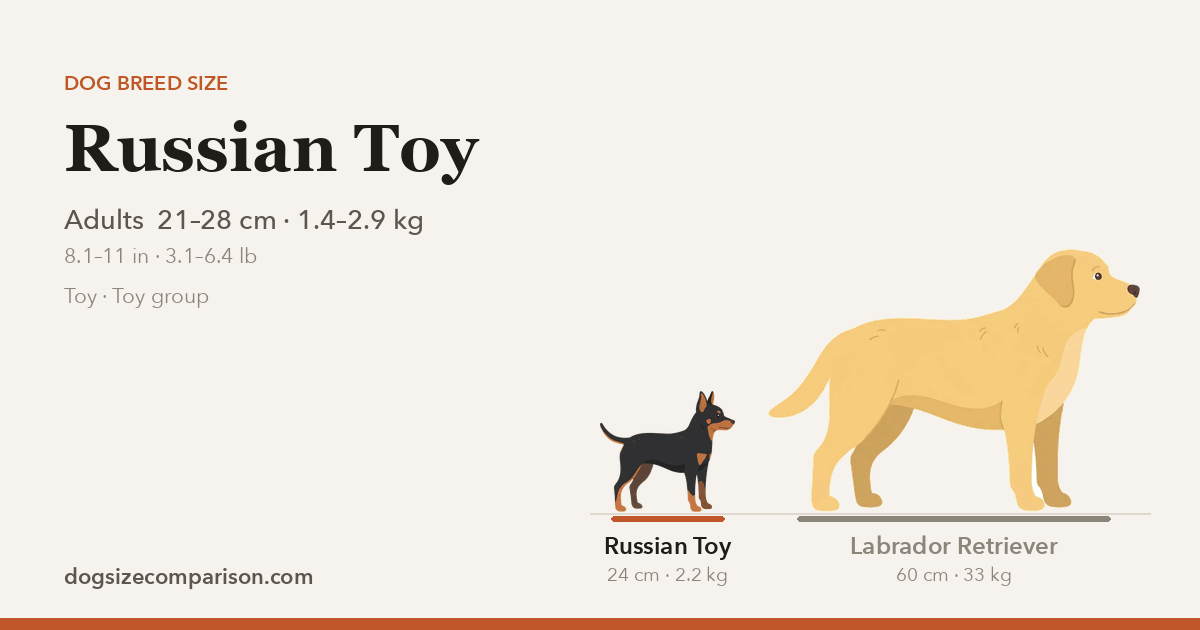 DOG BREED SIZE
Russian Toy
Adults 21–28 cm · 1.4–2.9 kg
8.1–11 in · 3.1–6.4 lb
Toy · Toy group
Russian Toy
24 cm · 2.2 kg
Labrador Retriever
60 cm · 33 kg
dogsizecomparison.com